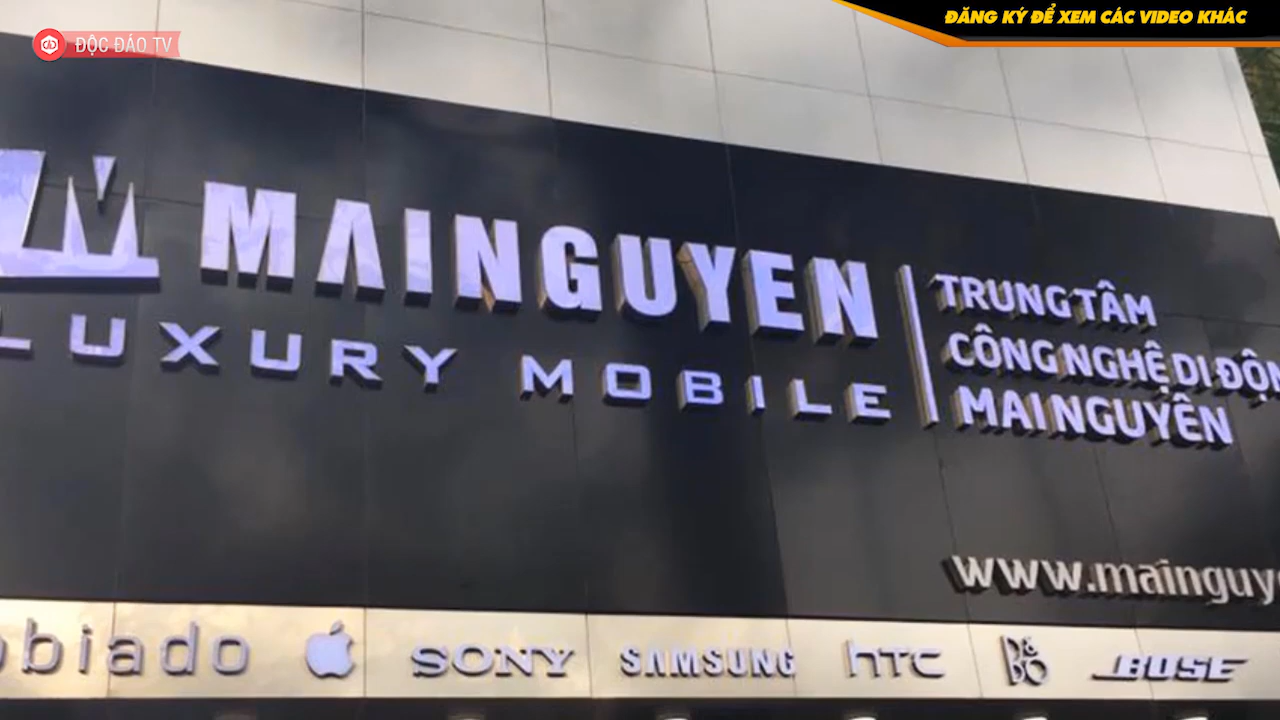 ĐĂNG KÝ ĐỂ XEM CÁC VIDEO KHÁC
ĐỘC ĐÁO TV
MAINGUYEN
LUXURY MOBILE
TRUNG TÂM
CÔNG NGHỆ DI ĐỘN
MAI NGUYÊN
www.mainguye
obiado
SONY
SAMSUNG
hTC
B&O
BOSE